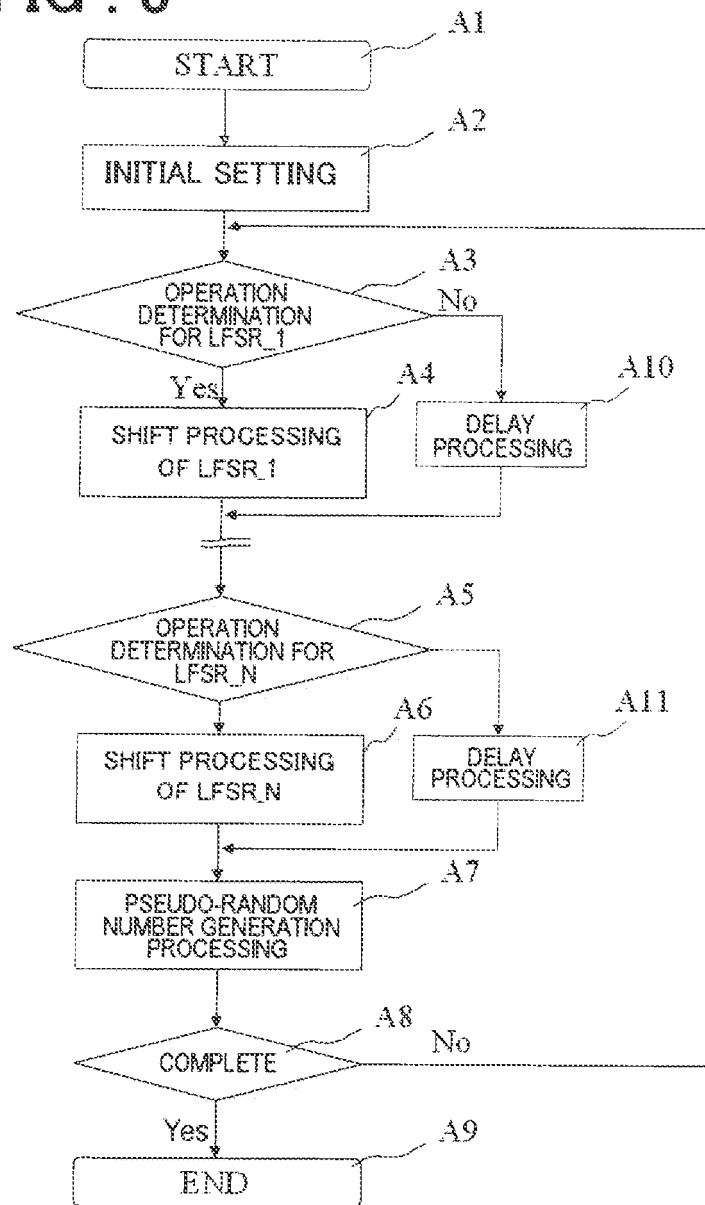 A1
START
A2
INITIAL SETTING
A3
OPERATION
DETERMINATION
FOR LFSR_1
No
Yes
A4
SHIFT PROCESSING
OF LFSR_1
A10
DELAY
PROCESSING
A5
OPERATION
DETERMINATION FOR
LFSR_N
A6
SHIFT PROCESSING
OF LFSR_N
A11
DELAY
PROCESSING
A7
PSEUDO-RANDOM
NUMBER GENERATION
PROCESSING
A8
COMPLETE
No
Yes
A9
END